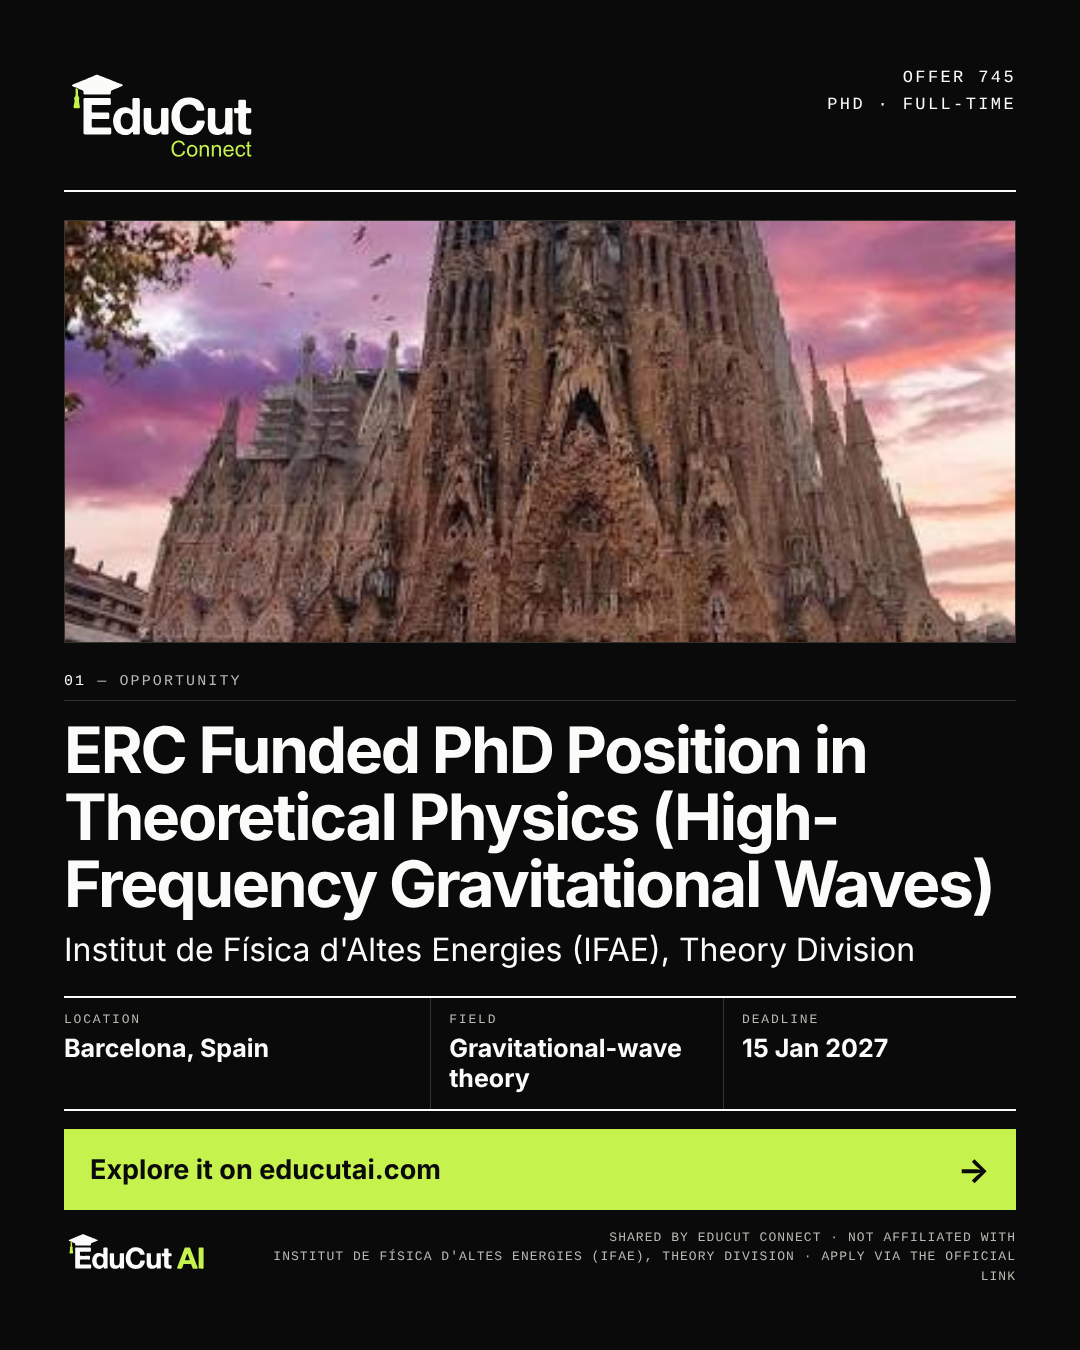 EduCut
Connect
OFFER 745
PHD · FULL-TIME
01 — OPPORTUNITY
ERC Funded PhD Position in
Theoretical Physics (High-
Frequency Gravitational Waves)
Institut de Física d'Altes Energies (IFAE), Theory Division
LOCATION
Barcelona, Spain
FIELD
Gravitational-wave
theory
DEADLINE
15 Jan 2027
Explore it on educutai.com →
EduCut AI
SHARED BY EDUCUT CONNECT · NOT AFFILIATED WITH
INSTITUT DE FÍSICA D'ALTES ENERGIES (IFAE), THEORY DIVISION · APPLY VIA THE OFFICIAL
LINK